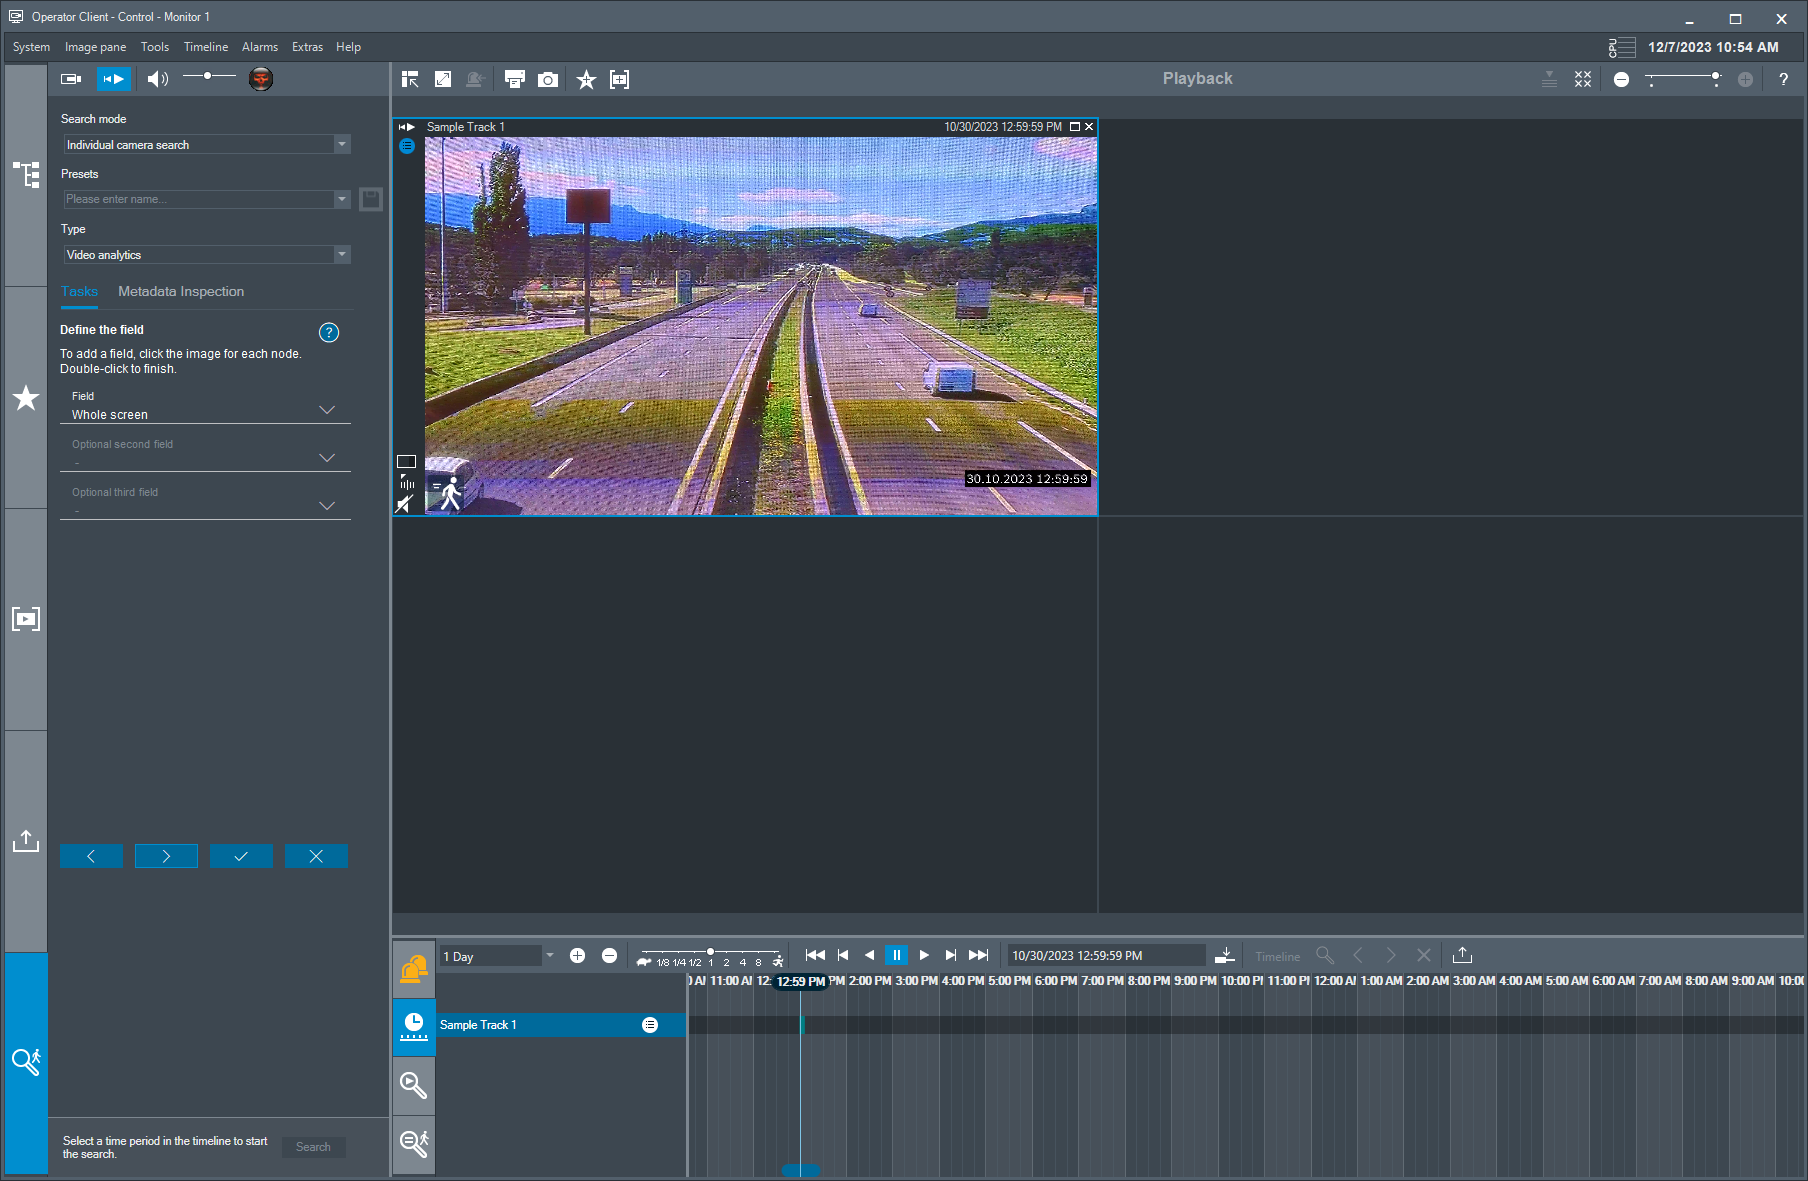 Operator Client - Control - Monitor 1
System Image pane Tools Timeline Alarms Extras Help
CPU 12/7/2023 10:54 AM
Playback
?
Search mode
Individual camera search
Presets
Please enter name...
Type
Video analytics
Tasks Metadata Inspection
Define the field
?
To add a field, click the image for each node.
Double-click to finish.
Field
Whole screen
Optional second field
-
Optional third field
-
Select a time period in the timeline to start
the search.
Search
Sample Track 1 10/30/2023 12:59:59 PM
30.10.2023 12:59:59
1 Day
1/8 1/4 1/2 1 2 4 8
10/30/2023 12:59:59 PM
Timeline
11:00 AM 12: 12:59 PM PM 2:00 PM 3:00 PM 4:00 PM 5:00 PM 6:00 PM 7:00 PM 8:00 PM 9:00 PM 10:00 PM 11:00 PM 12:00 AM 1:00 AM 2:00 AM 3:00 AM 4:00 AM 5:00 AM 6:00 AM 7:00 AM 8:00 AM 9:00 AM 10:00
Sample Track 1